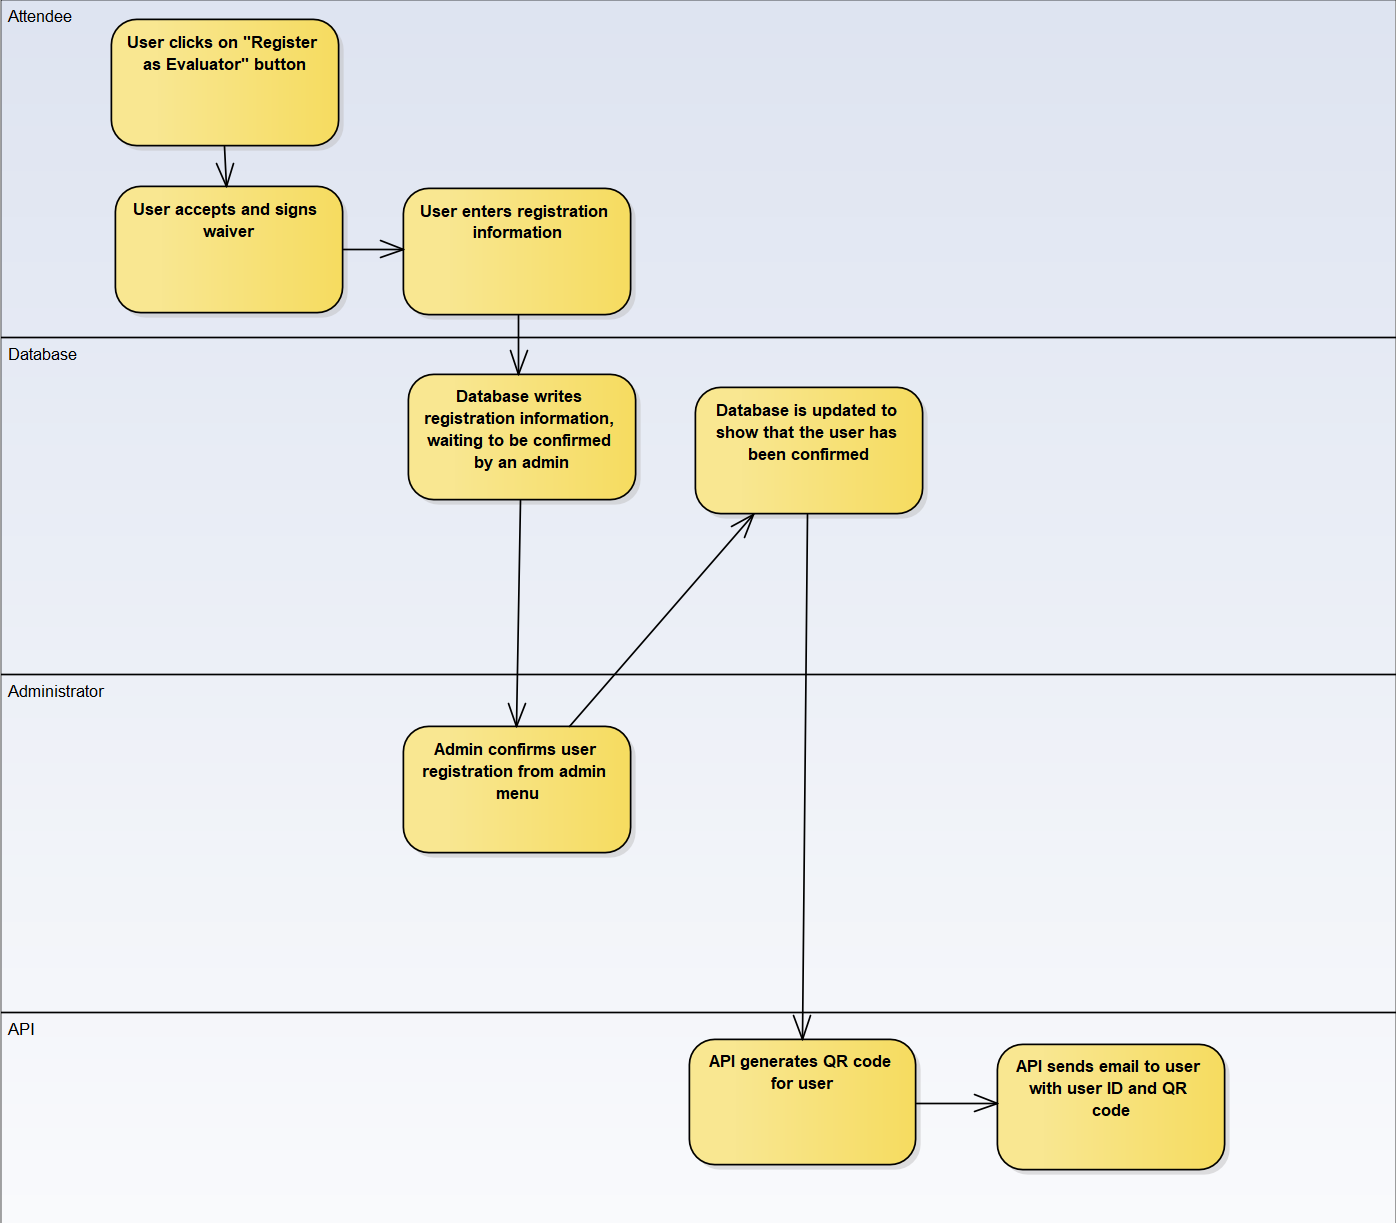 Attendee
User clicks on "Register
as Evaluator" button
User accepts and signs
waiver
User enters registration
information
Database
Database writes
registration information,
waiting to be confirmed
by an admin
Database is updated to
show that the user has
been confirmed
Administrator
Admin confirms user
registration from admin
menu
API
API generates QR code
for user
API sends email to user
with user ID and QR
code